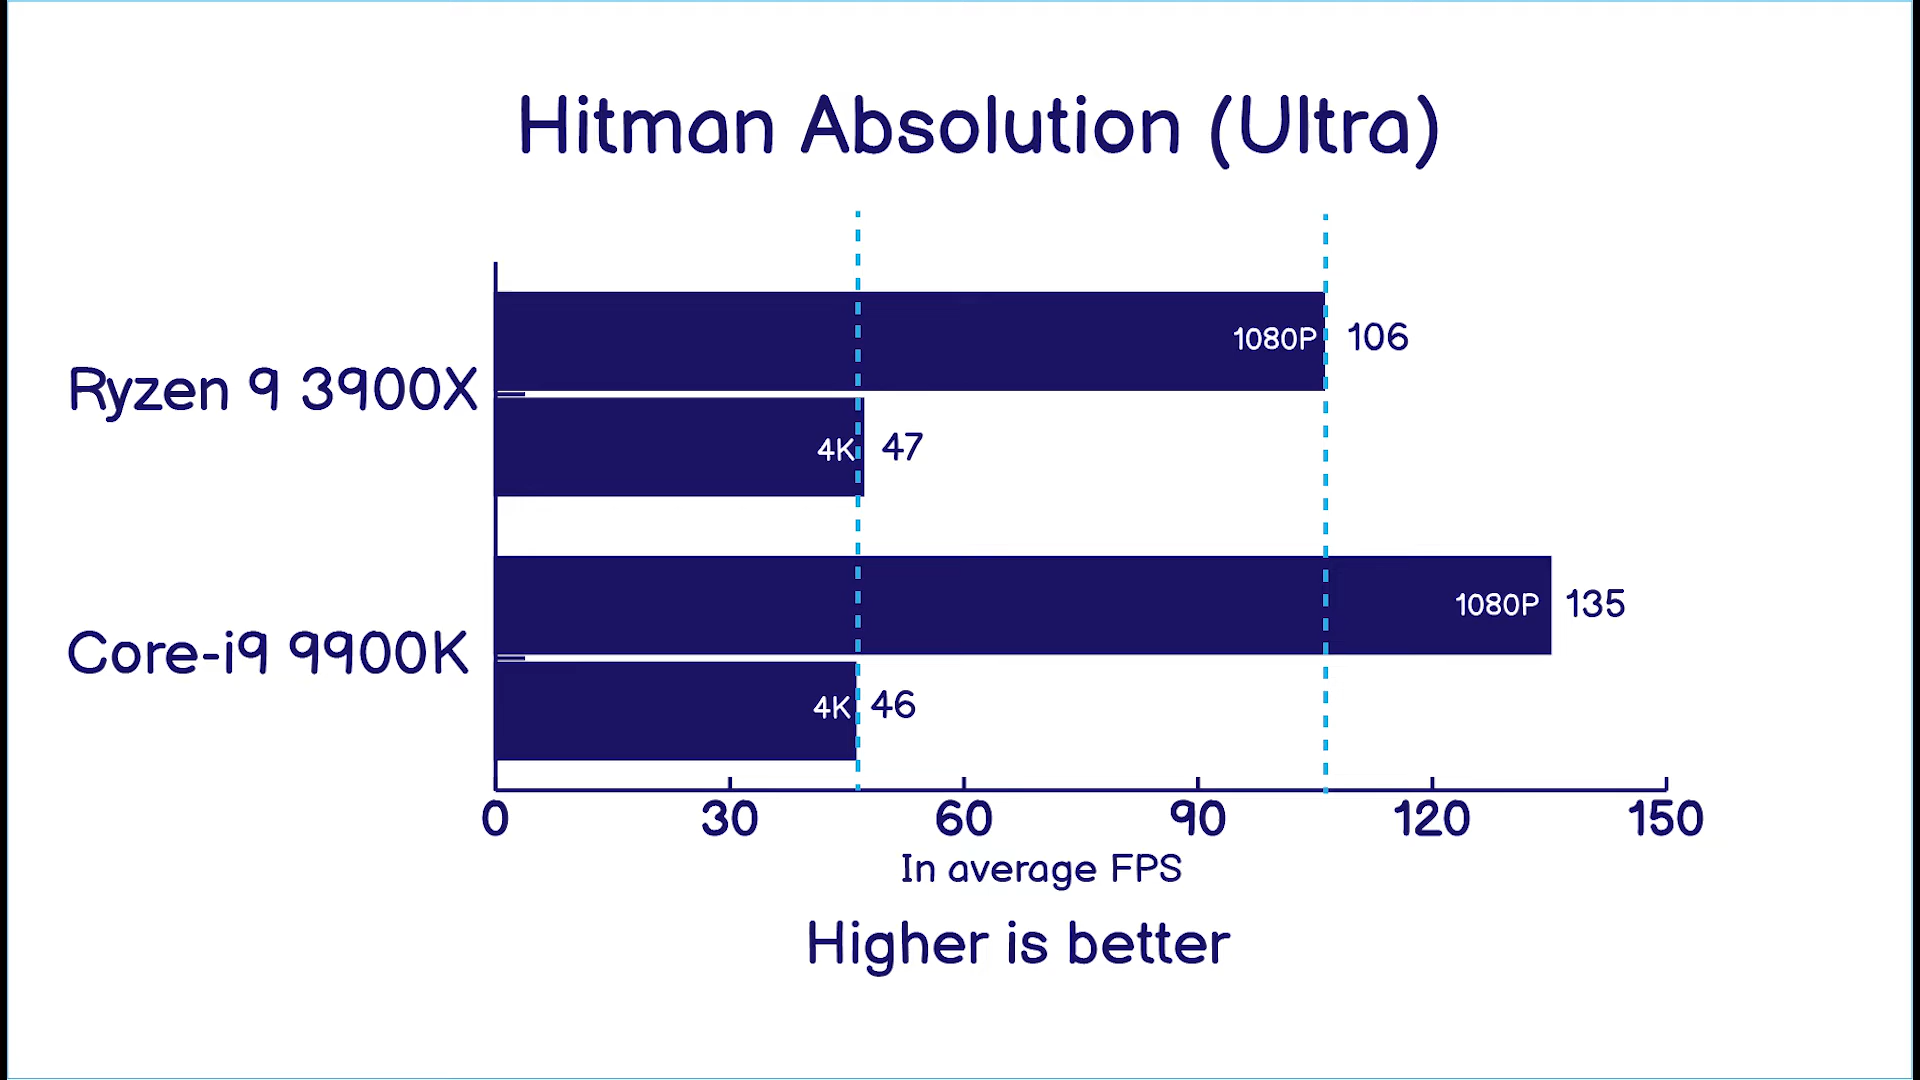 Hitman Absolution (Ultra)
Ryzen 9 3900X
1080P 106
4K 47
Core-i9 9900K
1080P 135
4K 46
0 30 60 90 120 150
In average FPS
Higher is better